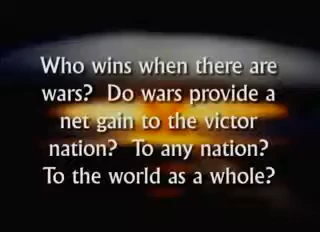 Who wins when there are
wars?  Do wars provide a
net gain to the victor
nation?  To any nation?
To the world as a whole?